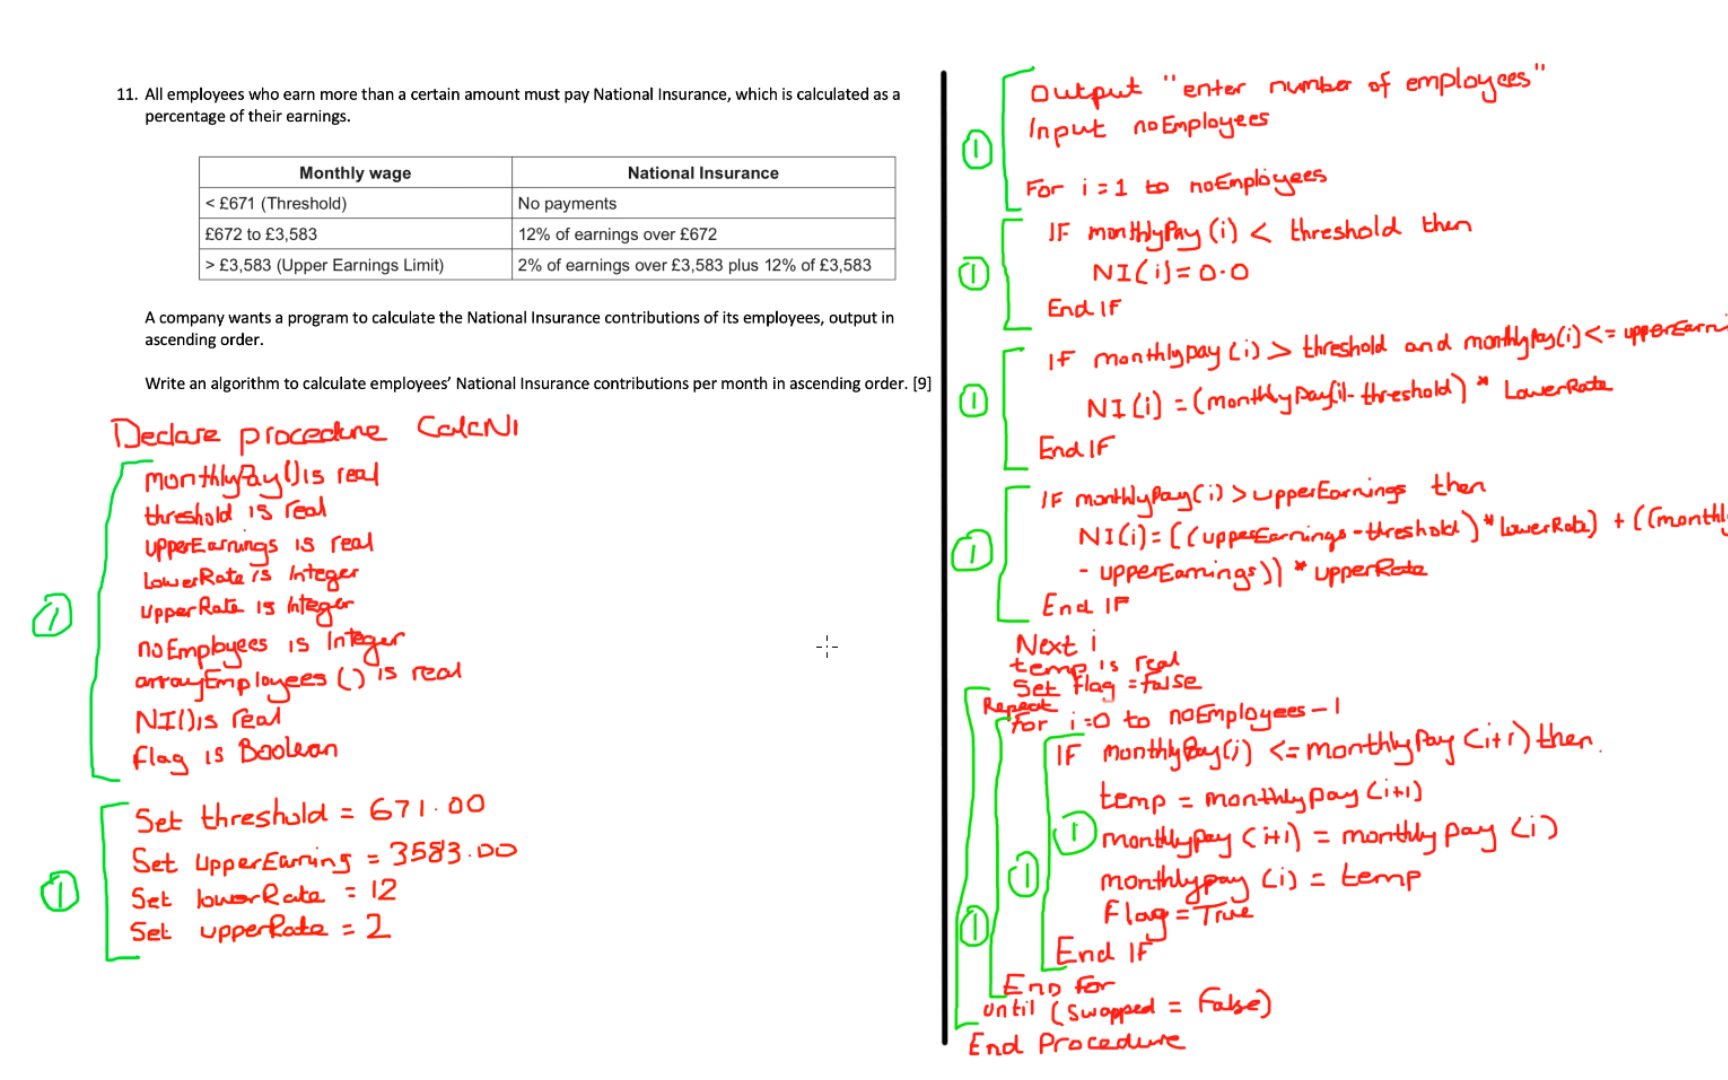 11. All employees who earn more than a certain amount must pay National Insurance, which is calculated as a
percentage of their earnings.
Monthly wage National Insurance
< £671 (Threshold) No payments
£672 to £3,583 12% of earnings over £672
> £3,583 (Upper Earnings Limit) 2% of earnings over £3,583 plus 12% of £3,583
A company wants a program to calculate the National Insurance contributions of its employees, output in
ascending order.
Write an algorithm to calculate employees' National Insurance contributions per month in ascending order. [9]
Declare procedure CalcNI
monthlyPay() is real
threshold is real
upperEarnings is real
lowerRate is Integer
upperRate is Integer
noEmployees is Integer
arrayEmployees () is real
NI() is real
flag is Boolean
1
Set threshold = 671.00
Set upperEarning = 3583.00
Set lowerRate = 12
Set upperRate = 2
1
output "enter number of employees"
Input noEmployees
For i = 1 to noEmployees
1
IF monthlyPay (i) < threshold then
NI(i) = 0.0
End IF
1
IF monthlypay (i) > threshold and monthlyPay(i) <= upperEarni
NI(i) = (monthlyPay(i) - threshold) * LowerRate
End IF
1
IF monthlyPay(i) > upperEarnings then
NI(i) = ((upperEarnings - threshold) * lowerRate) + ((monthl
- upperEarnings)) * upperRate
End IF
1
Next i
temp is real
Set flag = false
Repeat
for i = 0 to noEmployees - 1
IF monthlyPay(i) <= monthlyPay (i+1) then.
temp = monthlypay (i+1)
1 monthlypay (i+1) = monthly pay (i)
1 monthlypay (i) = temp
1 Flag = True
End IF
End for
until (swapped = False)
End Procedure